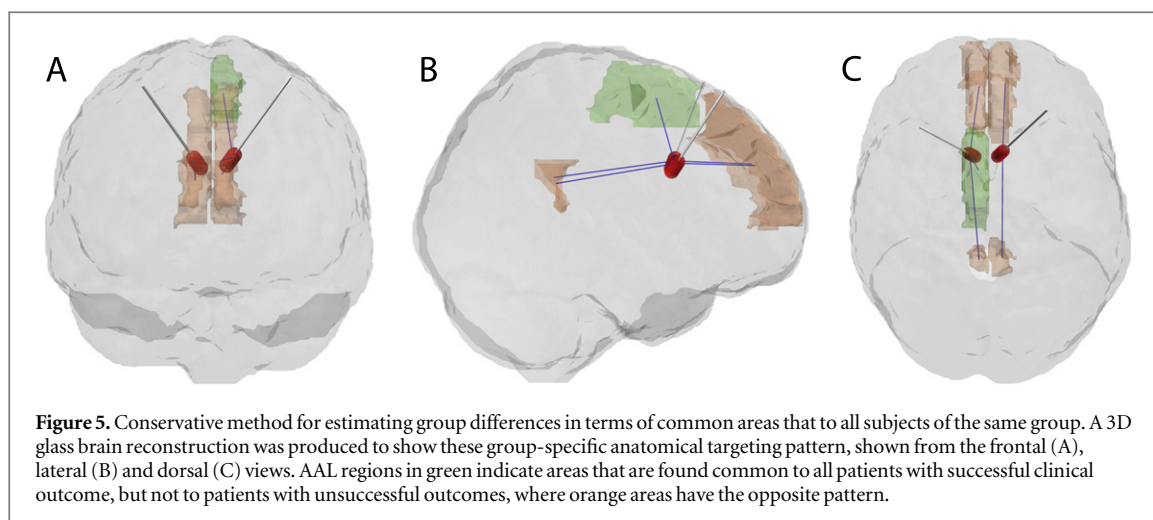 A
B
C
Figure 5. Conservative method for estimating group differences in terms of common areas that to all subjects of the same group. A 3D
glass brain reconstruction was produced to show these group-specific anatomical targeting pattern, shown from the frontal (A),
lateral (B) and dorsal (C) views. AAL regions in green indicate areas that are found common to all patients with successful clinical
outcome, but not to patients with unsuccessful outcomes, where orange areas have the opposite pattern.